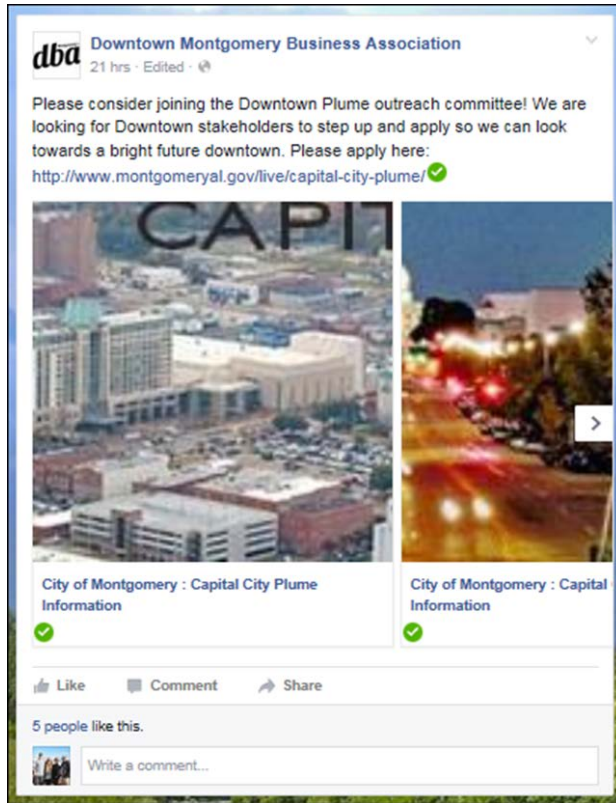 dba
Downtown Montgomery Business Association
21 hrs · Edited ·
Please consider joining the Downtown Plume outreach committee! We are
looking for Downtown stakeholders to step up and apply so we can look
towards a bright future downtown. Please apply here:
http://www.montgomeryal.gov/live/capital-city-plume/
CAPIT
City of Montgomery : Capital City Plume
Information
City of Montgomery : Capital
Information
Like Comment Share
5 people like this.
Write a comment...